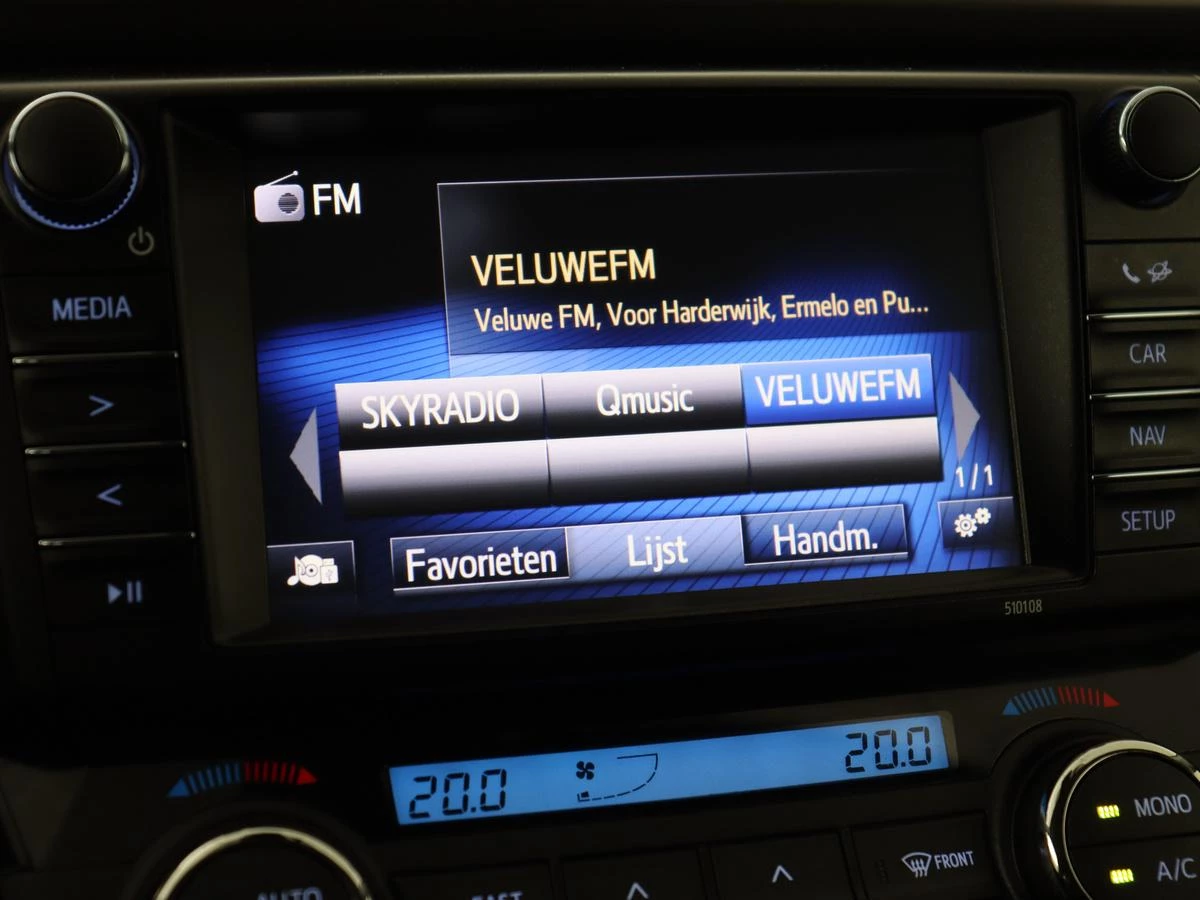 FM
VELUWEFM
Veluwe FM, Voor Harderwijk, Ermelo en Pu...
SKYRADIO Qmusic VELUWEFM
1/1
Favorieten Lijst Handm.
MEDIA
>
<
CAR
NAV
SETUP
510108
20.0 20.0
MONO
FRONT
A/C
AUTO